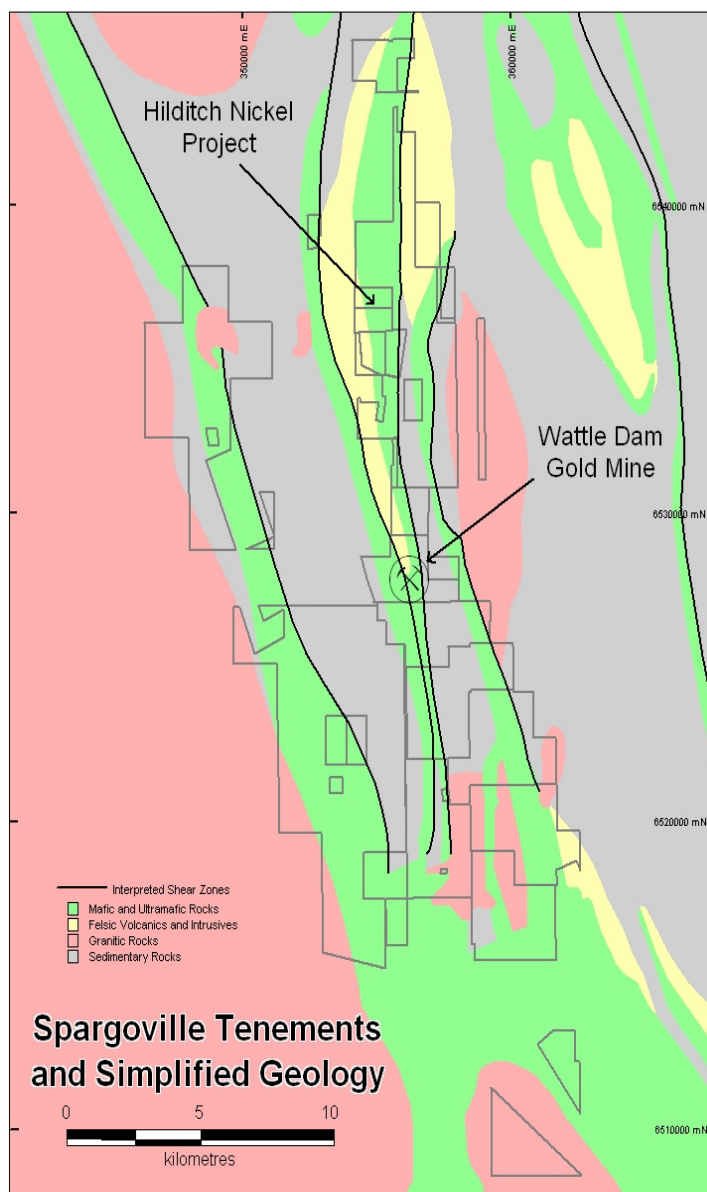 350000 mE
360000 mE
Hilditch Nickel
Project
6540000 mN
Wattle Dam
Gold Mine
6530000 mN
6520000 mN
Interpreted Shear Zones
Mafic and Ultramafic Rocks
Felsic Volcanics and Intrusives
Granitic Rocks
Sedimentary Rocks
Spargoville Tenements
and Simplified Geology
0 5 10
kilometres
6510000 mN